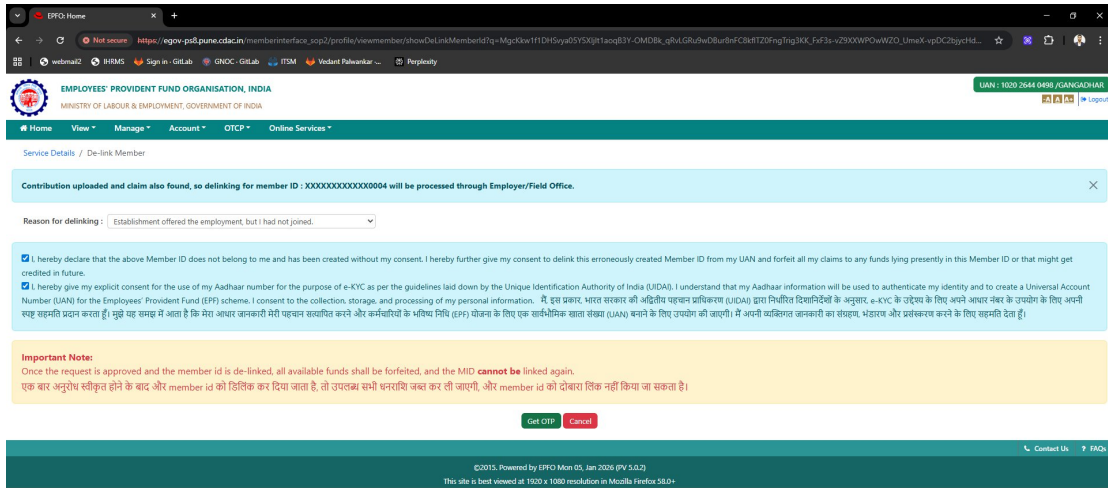 EPFO: Home
Not secure https://egov-ps8.pune.cdac.in/memberinterface_sop2/profile/viewmember/showDeLinkMemberId?q=
webmail2 IHRMS Sign in · GitLab GNOC · GitLab ITSM Vedant Palwankar -... Perplexity
EMPLOYEES' PROVIDENT FUND ORGANISATION, INDIA
MINISTRY OF LABOUR & EMPLOYMENT, GOVERNMENT OF INDIA
UAN : 1020 2644 0498 /GANGADHAR
-A A A+ Logout
Home View Manage Account OTCP Online Services
Service Details / De-link Member
Contribution uploaded and claim also found, so delinking for member ID : XXXXXXXXXXXX0004 will be processed through Employer/Field Office.
Reason for delinking : Establishment offered the employment, but I had not joined.
I, hereby declare that the above Member ID does not belong to me and has been created without my consent. I hereby further give my consent to delink this erroneously created Member ID from my UAN and forfeit all my claims to any funds lying presently in this Member ID or that might get
credited in future.
I, hereby give my explicit consent for the use of my Aadhaar number for the purpose of e-KYC as per the guidelines laid down by the Unique Identification Authority of India (UIDAI). I understand that my Aadhaar information will be used to authenticate my identity and to create a Universal Account
Number (UAN) for the Employees' Provident Fund (EPF) scheme. I consent to the collection, storage, and processing of my personal information. मैं, इस प्रकार, भारत सरकार की अद्वितीय पहचान प्राधिकरण (UIDAI) द्वारा निर्धारित दिशानिर्देशों के अनुसार, e-KYC के उद्देश्य के लिए अपने आधार नंबर के उपयोग के लिए अपनी
स्पष्ट सहमति प्रदान करता हूँ। मुझे यह समझ में आता है कि मेरा आधार जानकारी मेरी पहचान सत्यापित करने और कर्मचारियों के भविष्य निधि (EPF) योजना के लिए एक सार्वभौमिक खाता संख्या (UAN) बनाने के लिए उपयोग की जाएगी। मैं अपनी व्यक्तिगत जानकारी का संग्रहण, भंडारण और प्रसंस्करण करने के लिए सहमति देता हूँ।
Important Note:
Once the request is approved and the member id is de-linked, all available funds shall be forfeited, and the MID cannot be linked again.
एक बार अनुरोध स्वीकृत होने के बाद और member id को डिलिंक कर दिया जाता है, तो उपलब्ध सभी धनराशि जब्त कर ली जाएगी, और member id को दोबारा लिंक नहीं किया जा सकता है।
Get OTP Cancel
Contact Us ? FAQs
©2015. Powered by EPFO Mon 05, Jan 2026 (PV 5.0.2)
This site is best viewed at 1920 x 1080 resolution in Mozilla Firefox 58.0+